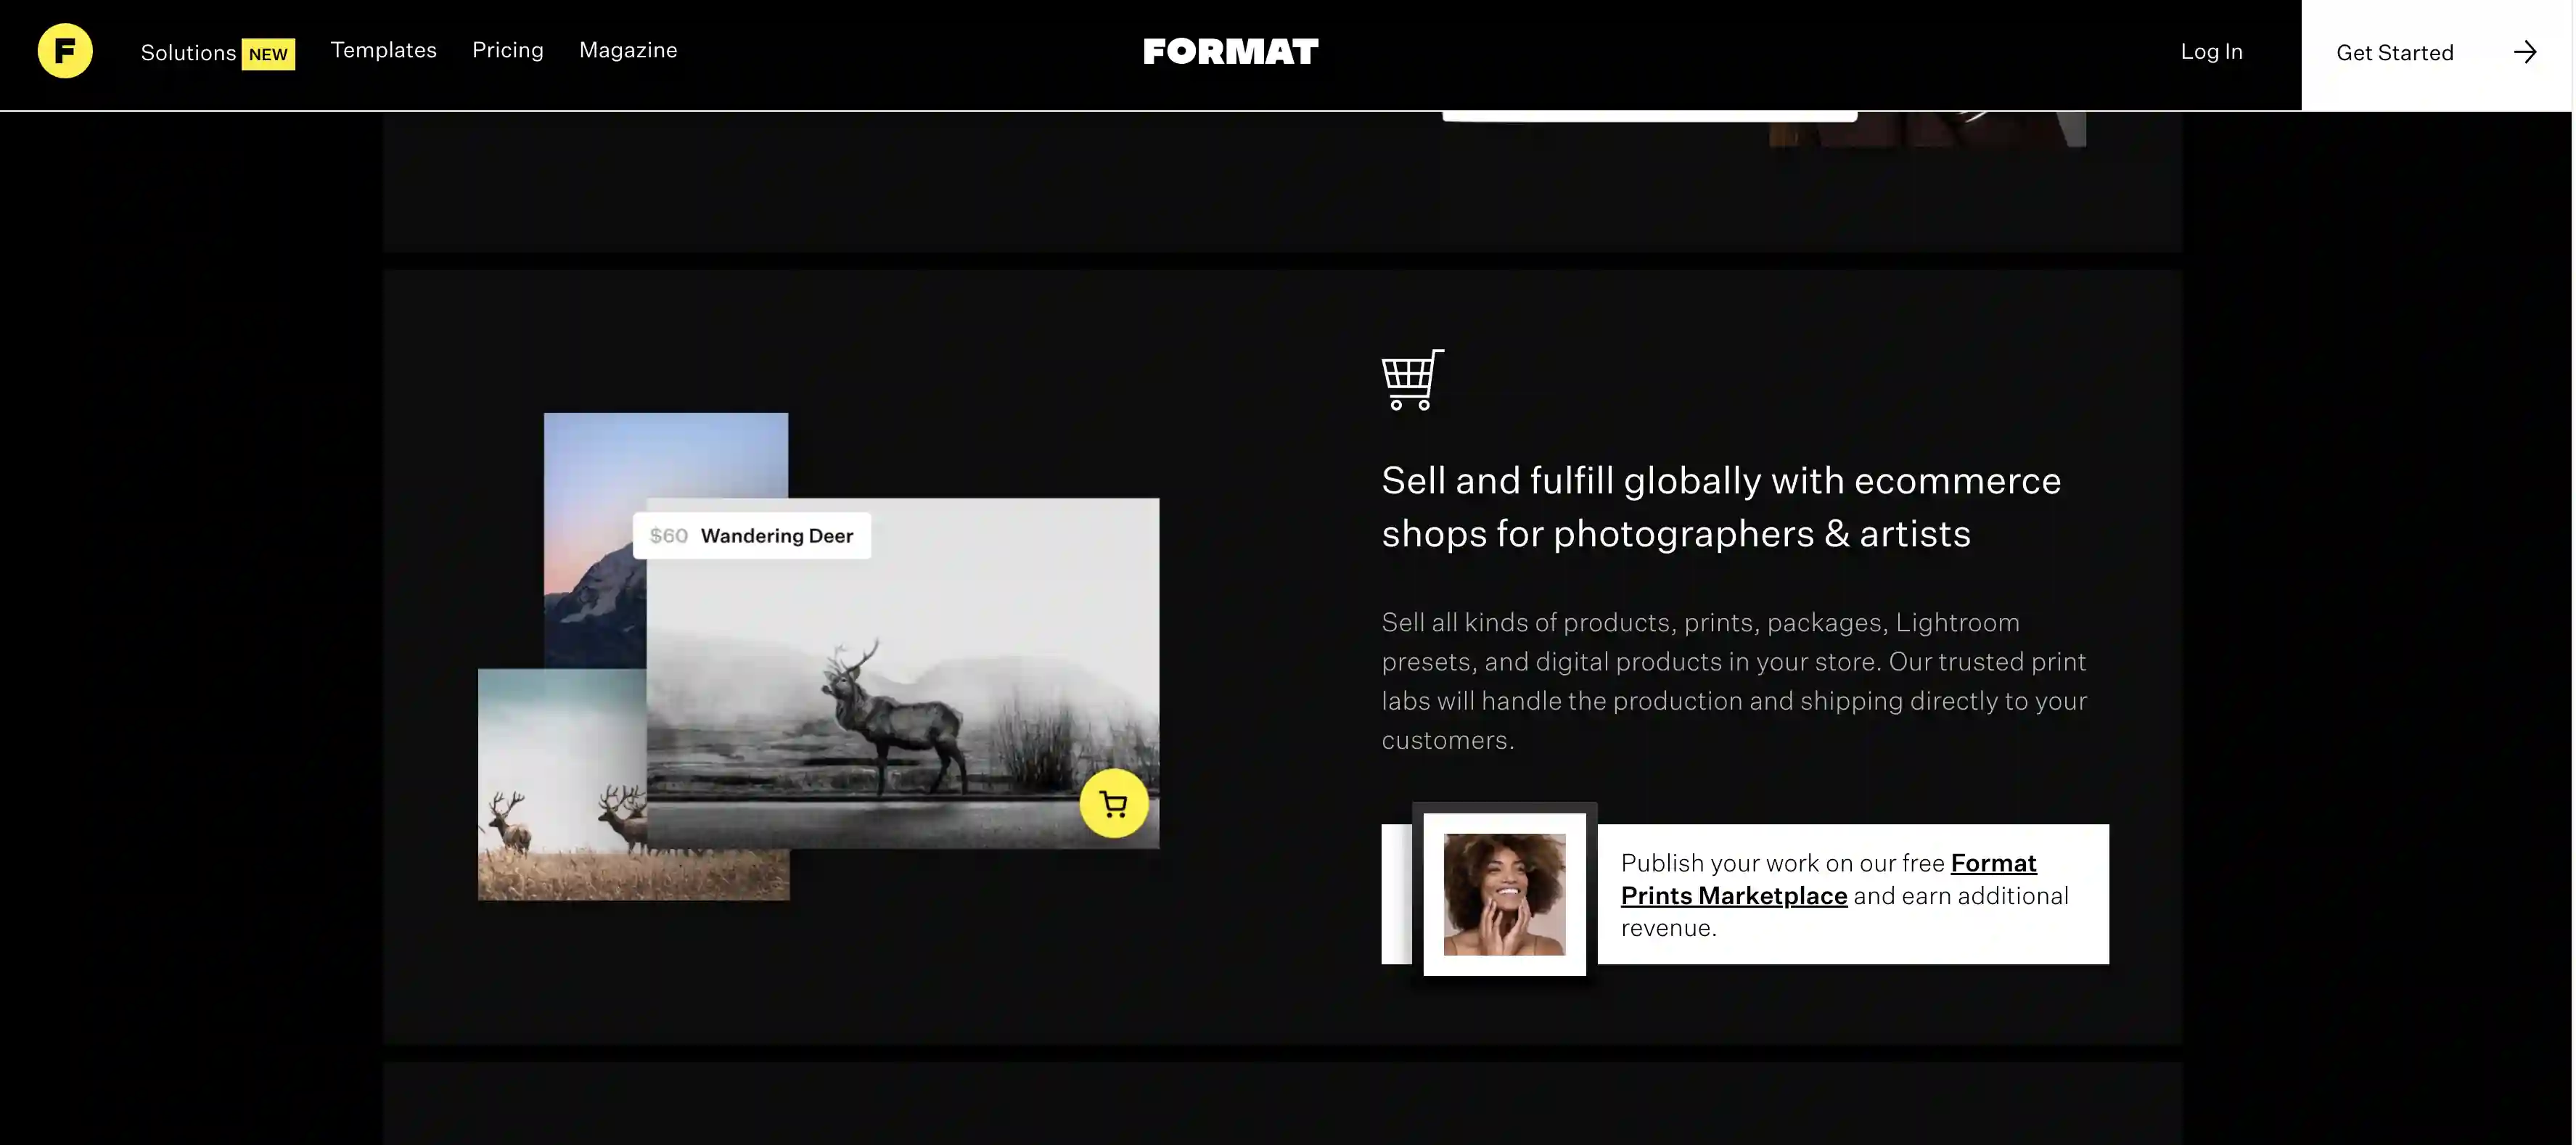 F
Solutions NEW
Templates
Pricing
Magazine
FORMAT
Log In
Get Started
$60 Wandering Deer
Sell and fulfill globally with ecommerce
shops for photographers & artists
Sell all kinds of products, prints, packages, Lightroom
presets, and digital products in your store. Our trusted print
labs will handle the production and shipping directly to your
customers.
Publish your work on our free Format
Prints Marketplace and earn additional
revenue.